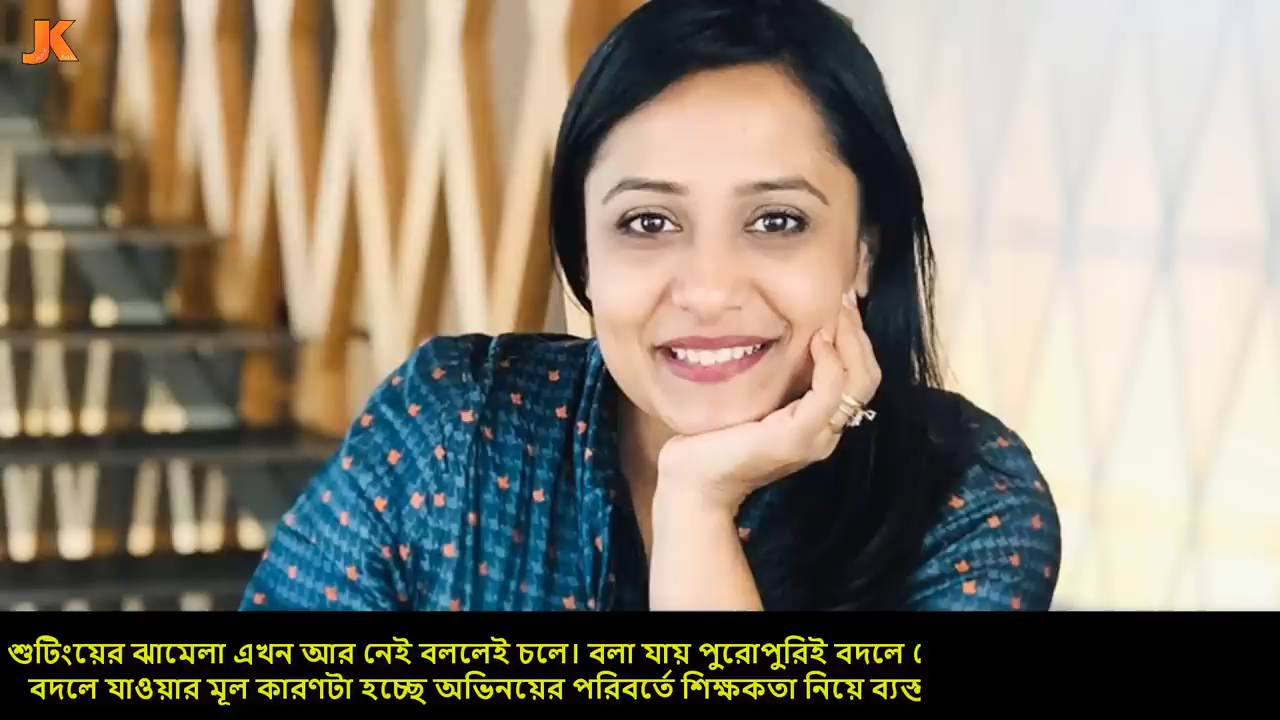 JK
শুটিংয়ের ঝামেলা এখন আর নেই বললেই চলে। বলা যায় পুরোপুরিই বদলে
বদলে যাওয়ার মূল কারণটা হচ্ছে অভিনয়ের পরিবর্তে শিক্ষকতা নিয়ে